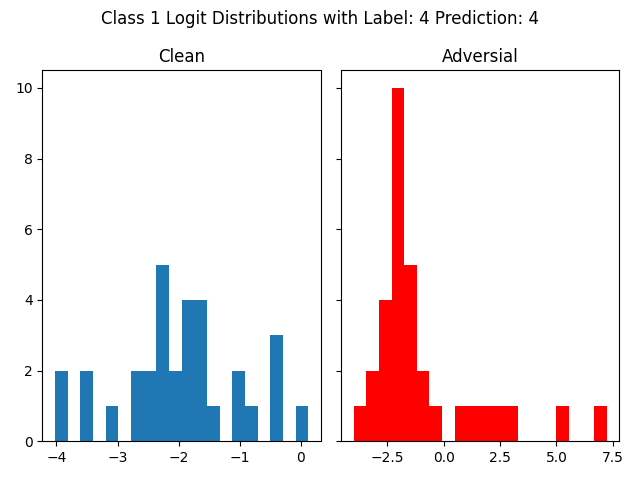 Class 1 Logit Distributions with Label: 4 Prediction: 4
Clean
Adversial
10
8
6
4
2
0
−4 −3 −2 −1 0
−2.5 0.0 2.5 5.0 7.5